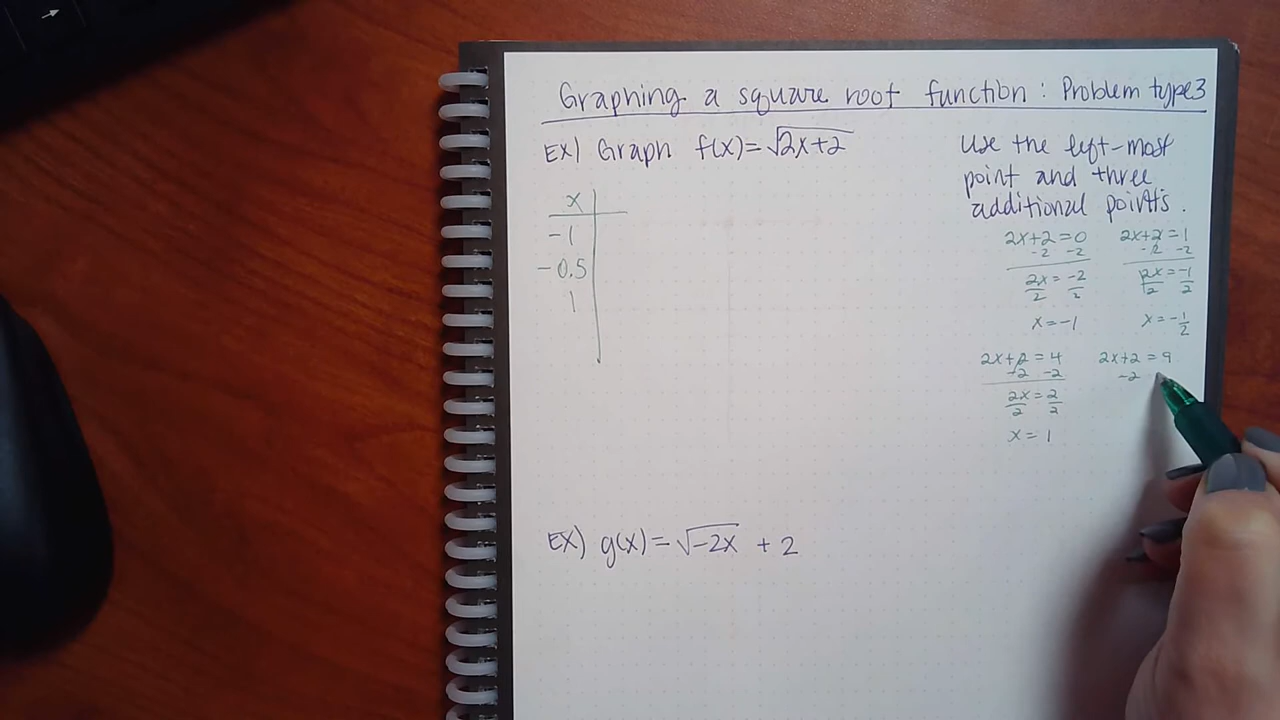 Graphing a square root function: Problem type 3
EX) Graph f(x)=√2x+2
Use the left-most
point and three
additional points.
x
-1
-0.5
1
2x+2=0
-2 -2
2x = -2
2 2
x=-1
2x+2=1
-2 -2
2x = -1
2 2
x=-1/2
2x+2=4
-2 -2
2x = 2
2 2
x=1
2x+2=9
-2
EX) g(x)=√-2x + 2